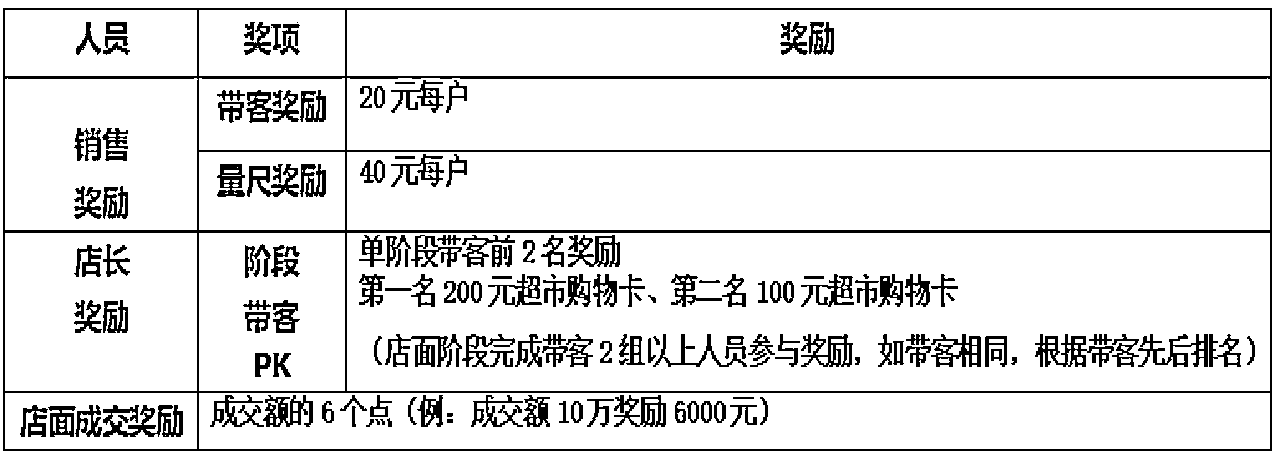 人员 奖项 奖励
销售
奖励
带客奖励 20元每户
量尺奖励 40元每户
店长
奖励
阶段
带客
PK
单阶段带客前2名奖励
第一名200元超市购物卡、第二名100元超市购物卡
（店面阶段完成带客2组以上人员参与奖励，如带客相同，根据带客先后排名）
店面成交奖励 成交额的6个点（例：成交额10万奖励6000元）